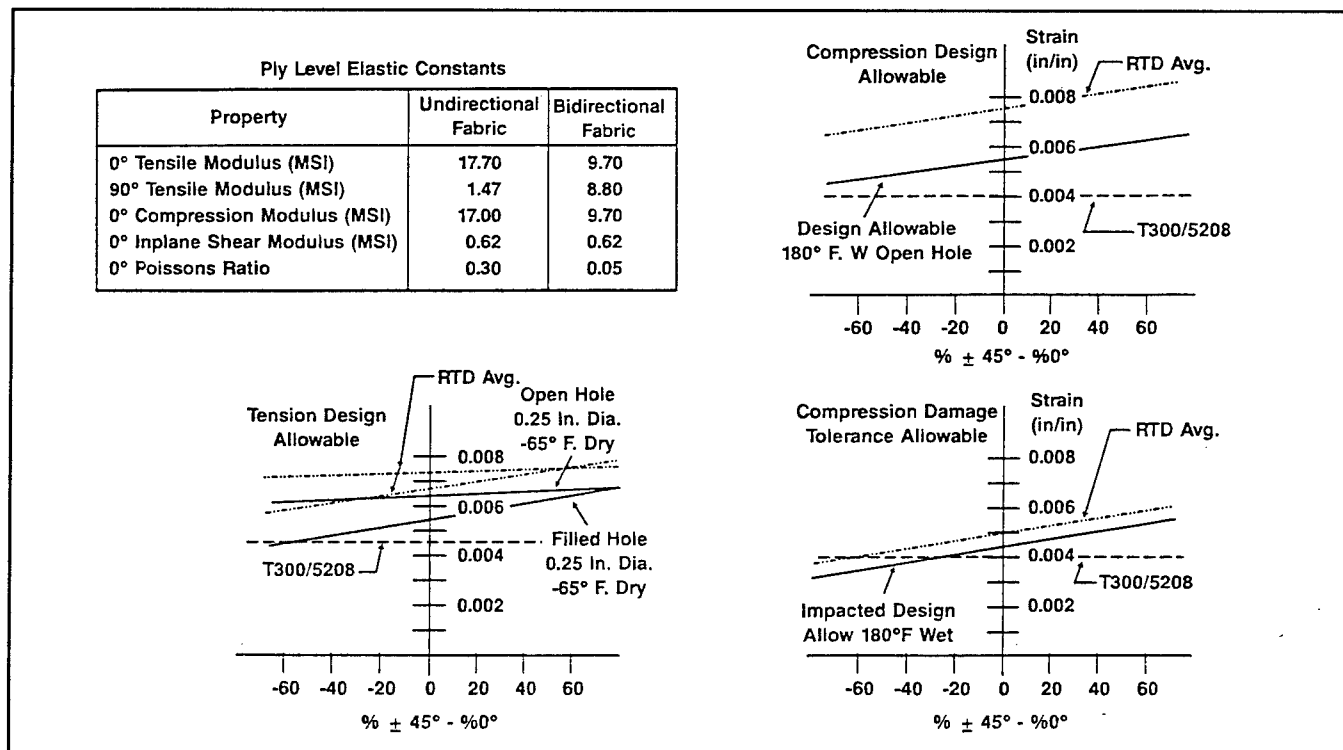 Ply Level Elastic Constants
Property
Undirectional
Fabric
Bidirectional
Fabric
0° Tensile Modulus (MSI) 17.70 9.70
90° Tensile Modulus (MSI) 1.47 8.80
0° Compression Modulus (MSI) 17.00 9.70
0° Inplane Shear Modulus (MSI) 0.62 0.62
0° Poissons Ratio 0.30 0.05
Compression Design
Allowable
Strain
(in/in)
RTD Avg.
0.008
0.006
0.004
0.002
Design Allowable
180° F. W Open Hole
T300/5208
-60 -40 -20 0 20 40 60
% ± 45° - %0°
Tension Design
Allowable
RTD Avg.
Open Hole
0.25 In. Dia.
-65° F. Dry
0.008
0.006
0.004
0.002
T300/5208
Filled Hole
0.25 In. Dia.
-65° F. Dry
-60 -40 -20 0 20 40 60
% ± 45° - %0°
Compression Damage
Tolerance Allowable
Strain
(in/in)
RTD Avg.
0.008
0.006
0.004
0.002
T300/5208
Impacted Design
Allow 180°F Wet
-60 -40 -20 0 20 40 60
% ± 45° - %0°